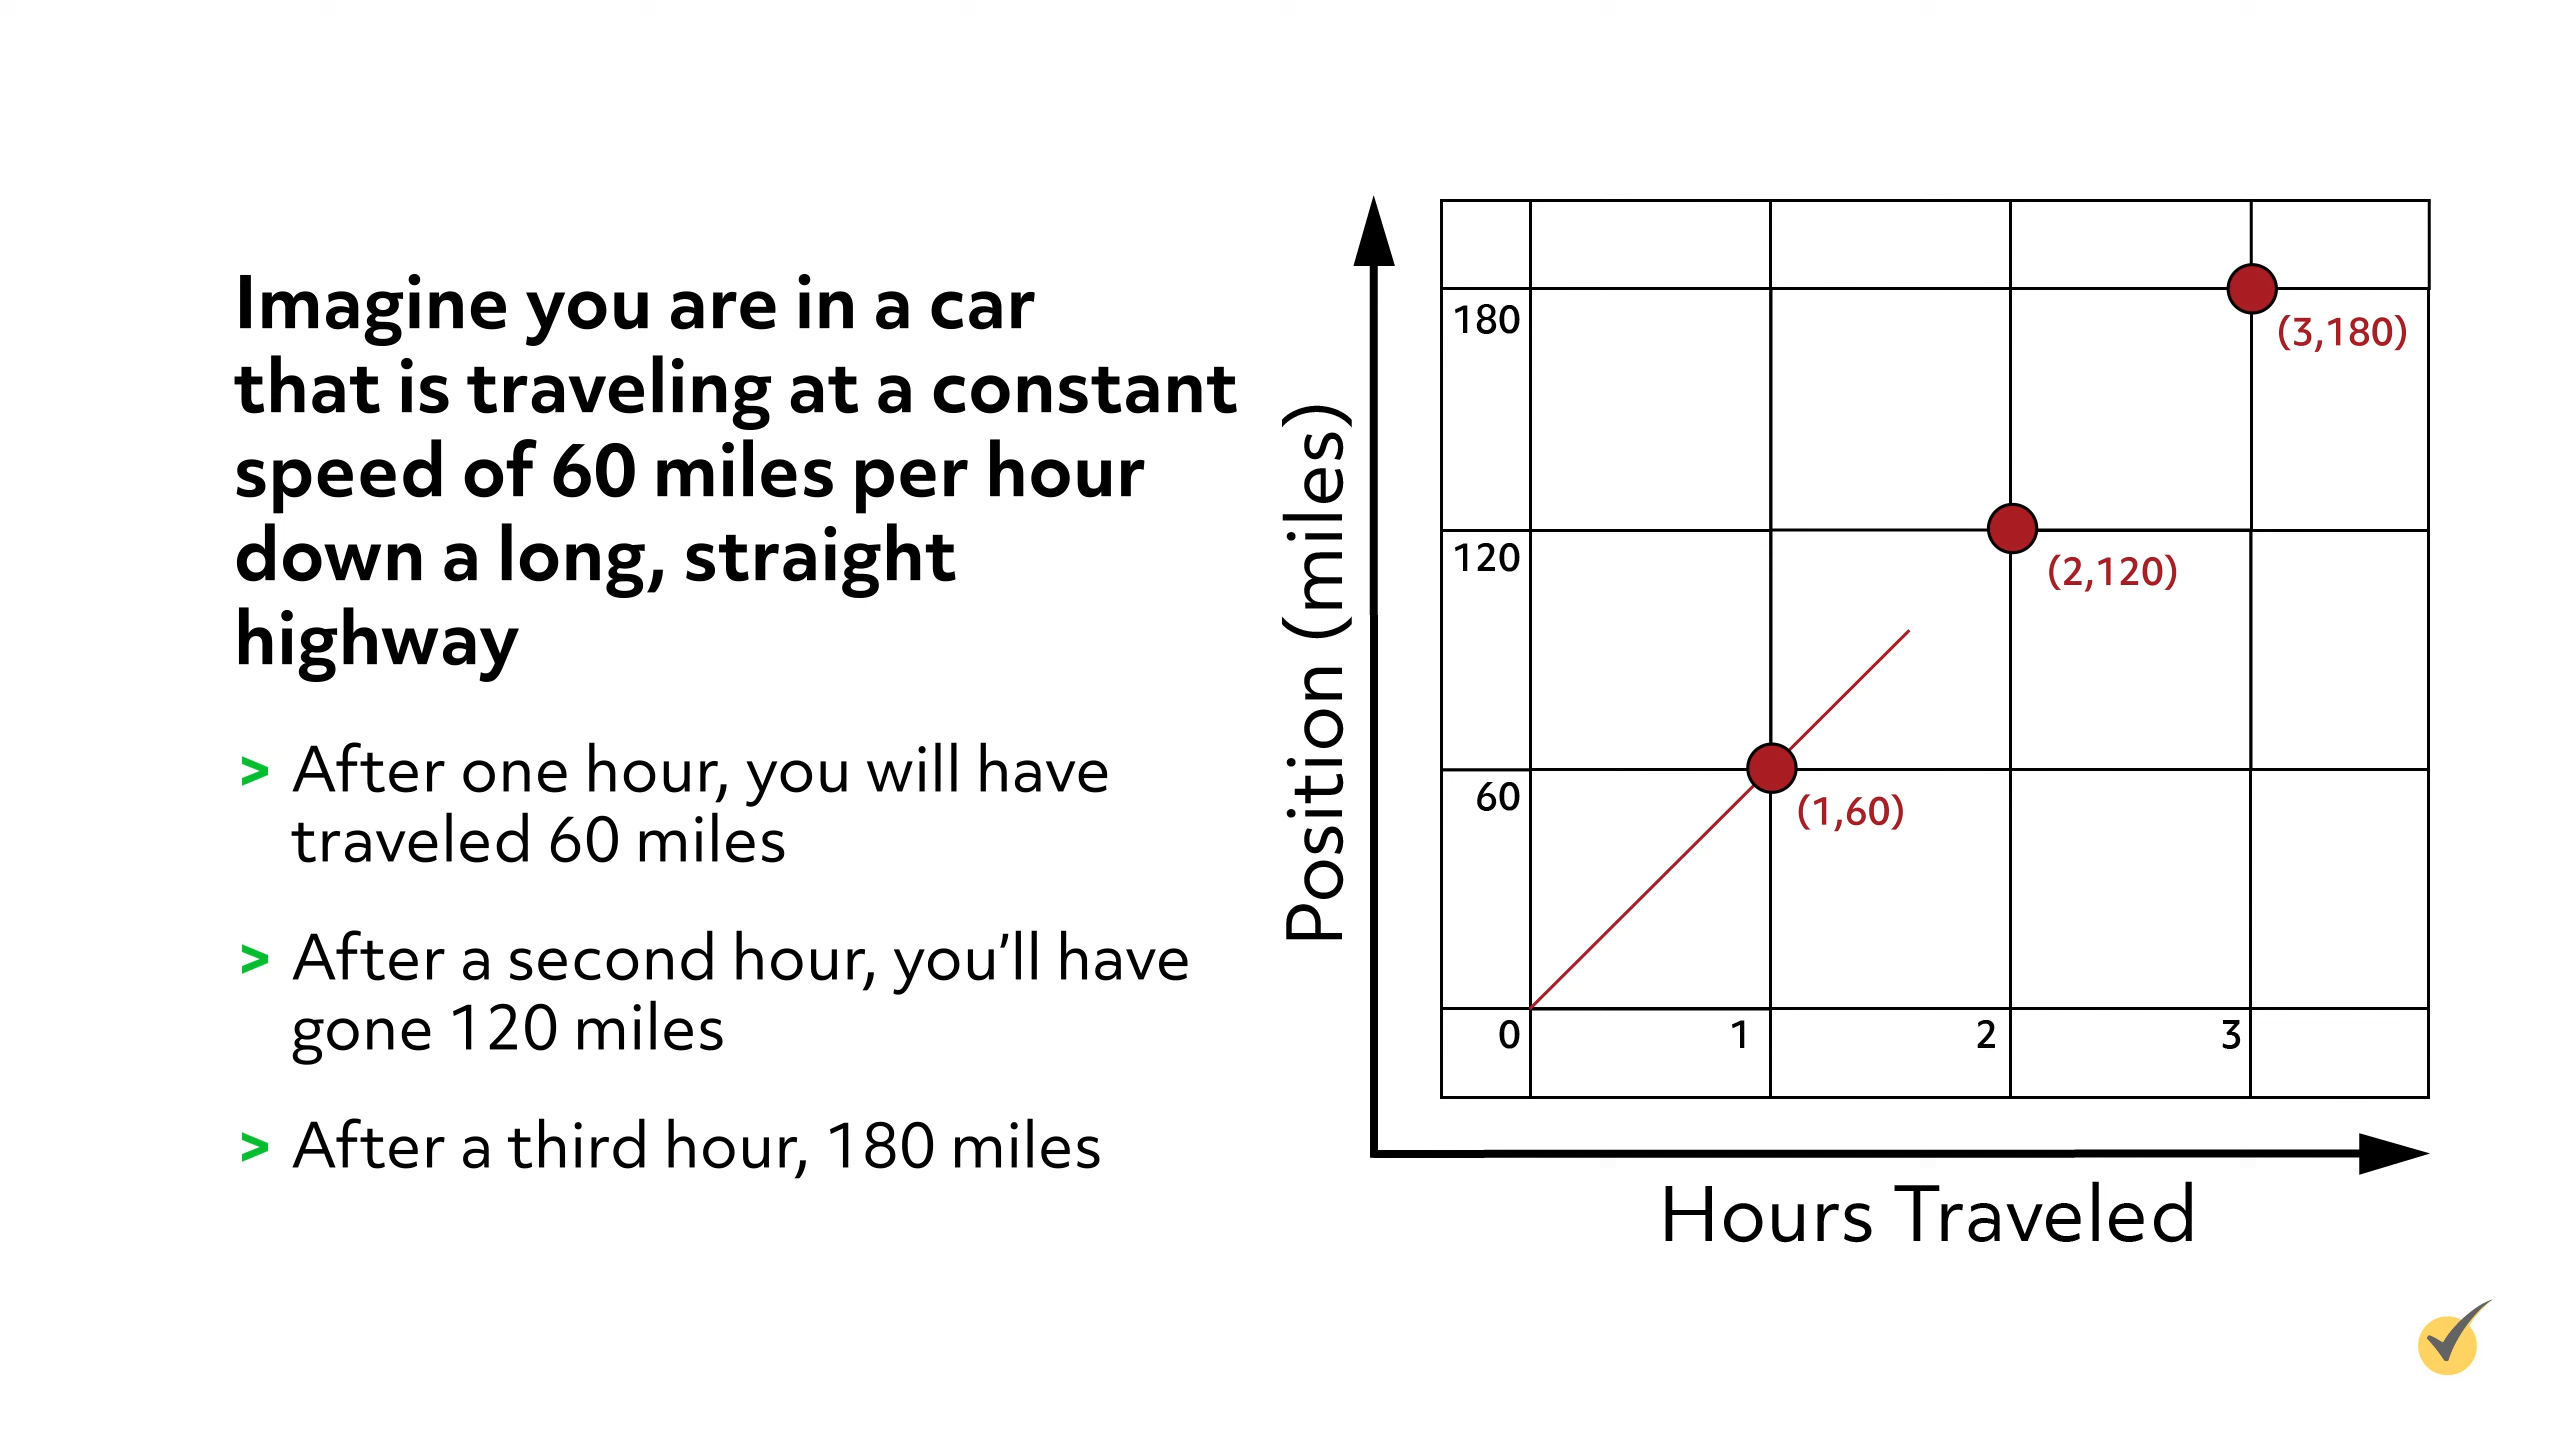 Imagine you are in a car
that is traveling at a constant
speed of 60 miles per hour
down a long, straight
highway
> After one hour, you will have
traveled 60 miles
> After a second hour, you’ll have
gone 120 miles
> After a third hour, 180 miles
Position (miles)
180
(3,180)
120
(2,120)
60
(1,60)
0 1 2 3
Hours Traveled